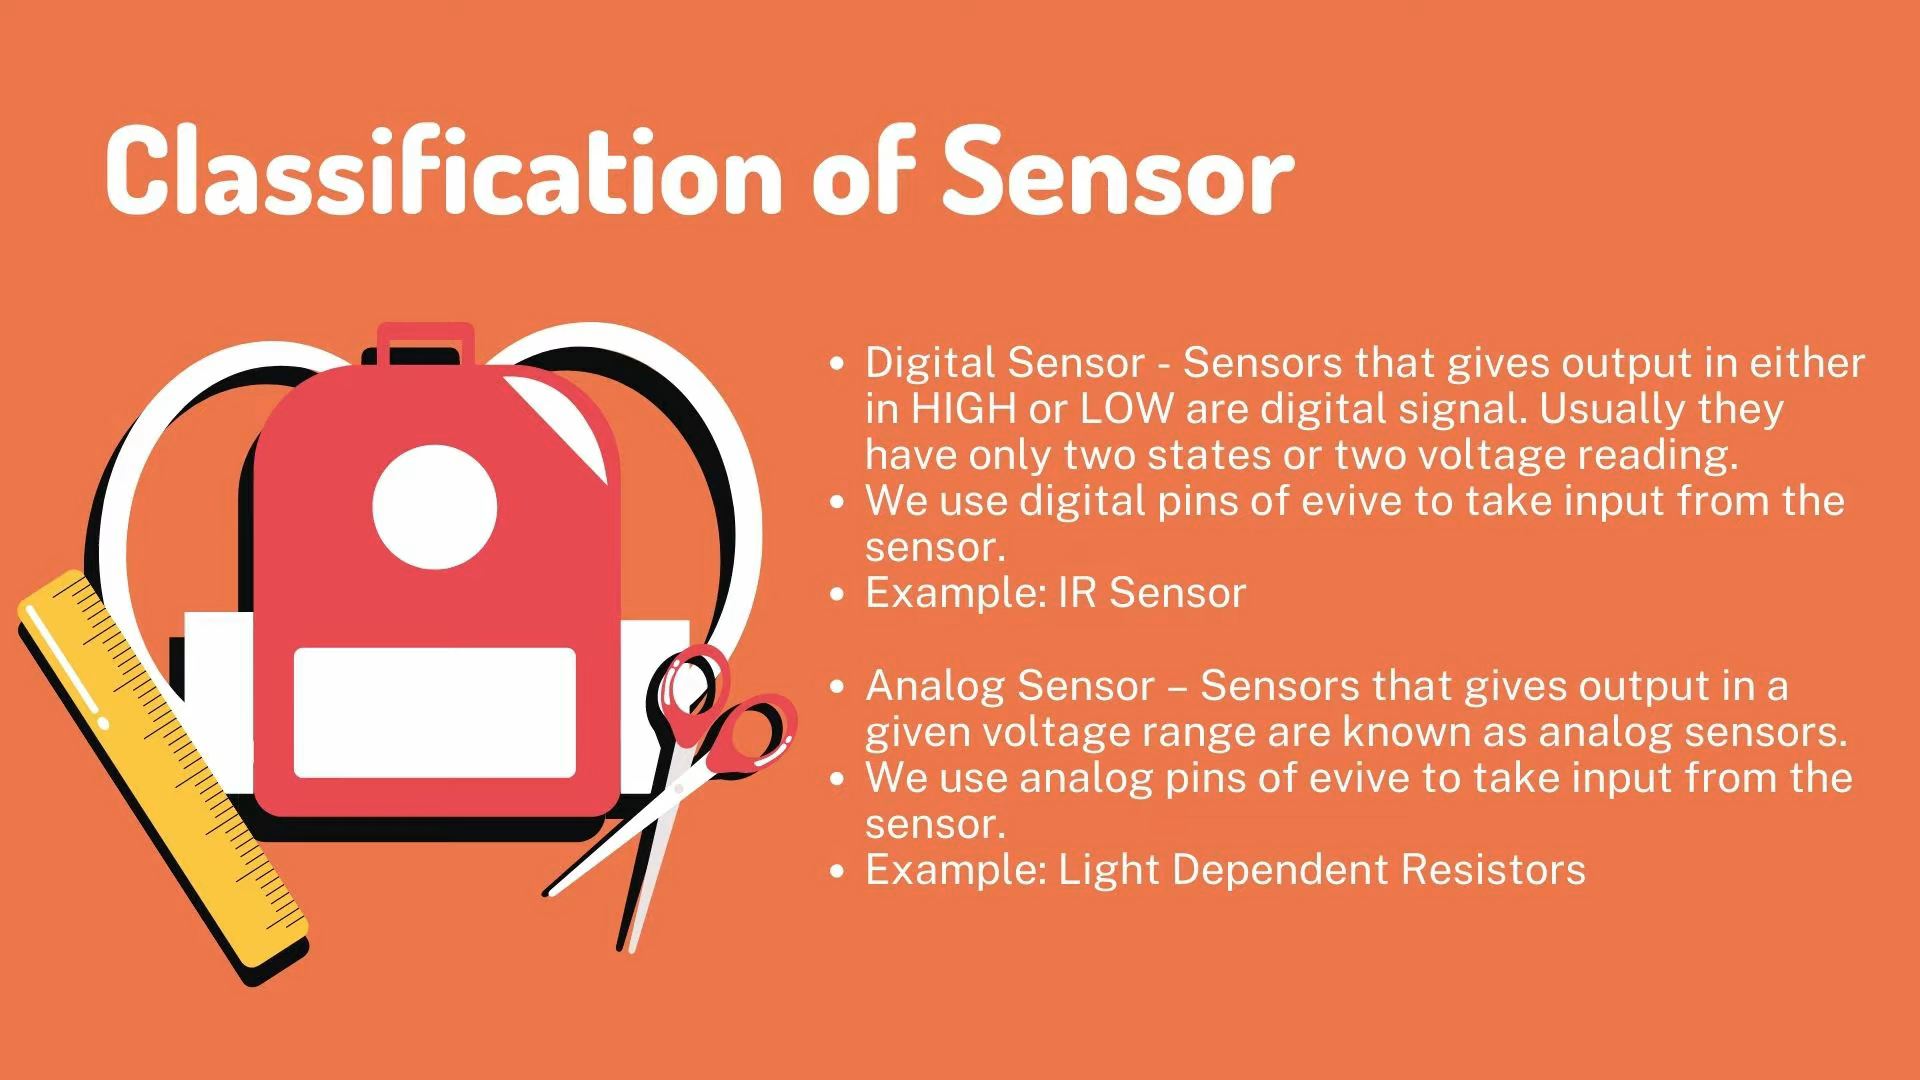 Classification of Sensor
• Digital Sensor - Sensors that gives output in either
in HIGH or LOW are digital signal. Usually they
have only two states or two voltage reading.
• We use digital pins of evive to take input from the
sensor.
• Example: IR Sensor
• Analog Sensor – Sensors that gives output in a
given voltage range are known as analog sensors.
• We use analog pins of evive to take input from the
sensor.
• Example: Light Dependent Resistors